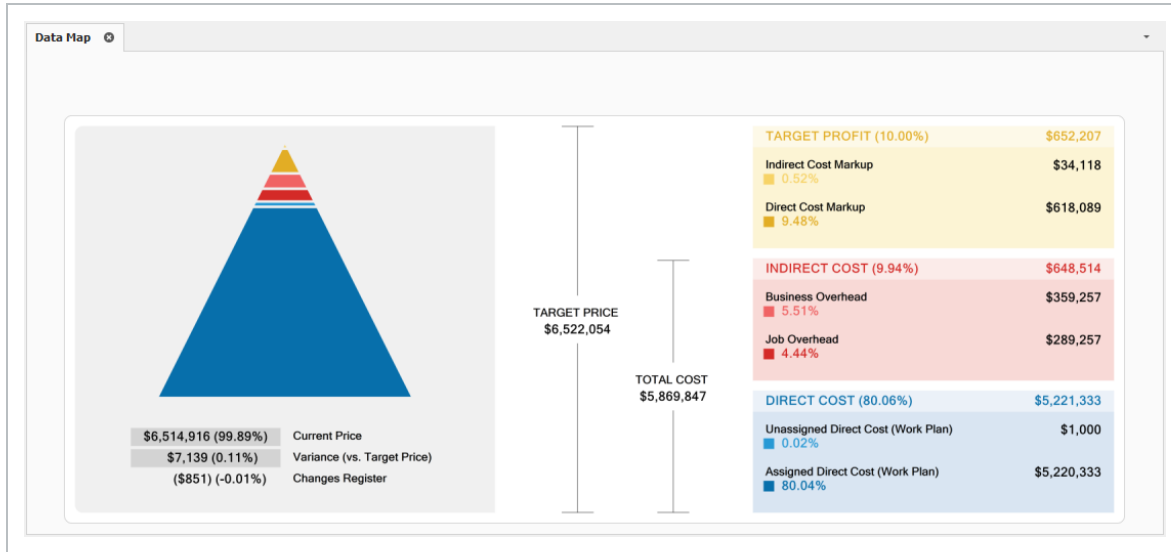 Data Map
TARGET PROFIT (10.00%) $652,207
Indirect Cost Markup $34,118
0.52%
Direct Cost Markup $618,089
9.48%
INDIRECT COST (9.94%) $648,514
Business Overhead $359,257
5.51%
Job Overhead $289,257
4.44%
TARGET PRICE
$6,522,054
TOTAL COST
$5,869,847
DIRECT COST (80.06%) $5,221,333
Unassigned Direct Cost (Work Plan) $1,000
0.02%
Assigned Direct Cost (Work Plan) $5,220,333
80.04%
$6,514,916 (99.89%) Current Price
$7,139 (0.11%) Variance (vs. Target Price)
($851) (-0.01%) Changes Register